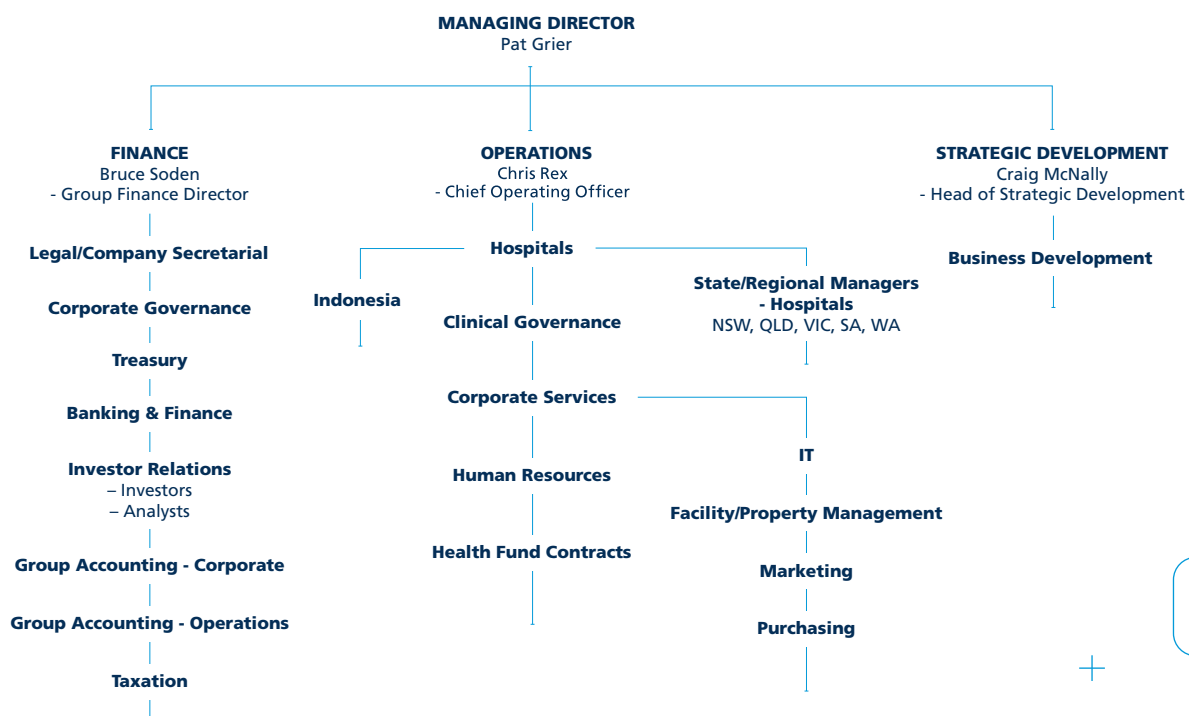 MANAGING DIRECTOR
Pat Grier
FINANCE
Bruce Soden
- Group Finance Director
Legal/Company Secretarial
Corporate Governance
Treasury
Banking & Finance
Investor Relations
– Investors
– Analysts
Group Accounting - Corporate
Group Accounting - Operations
Taxation
OPERATIONS
Chris Rex
- Chief Operating Officer
Hospitals
Indonesia
Clinical Governance
Corporate Services
Human Resources
Health Fund Contracts
State/Regional Managers
- Hospitals
NSW, QLD, VIC, SA, WA
IT
Facility/Property Management
Marketing
Purchasing
STRATEGIC DEVELOPMENT
Craig McNally
- Head of Strategic Development
Business Development